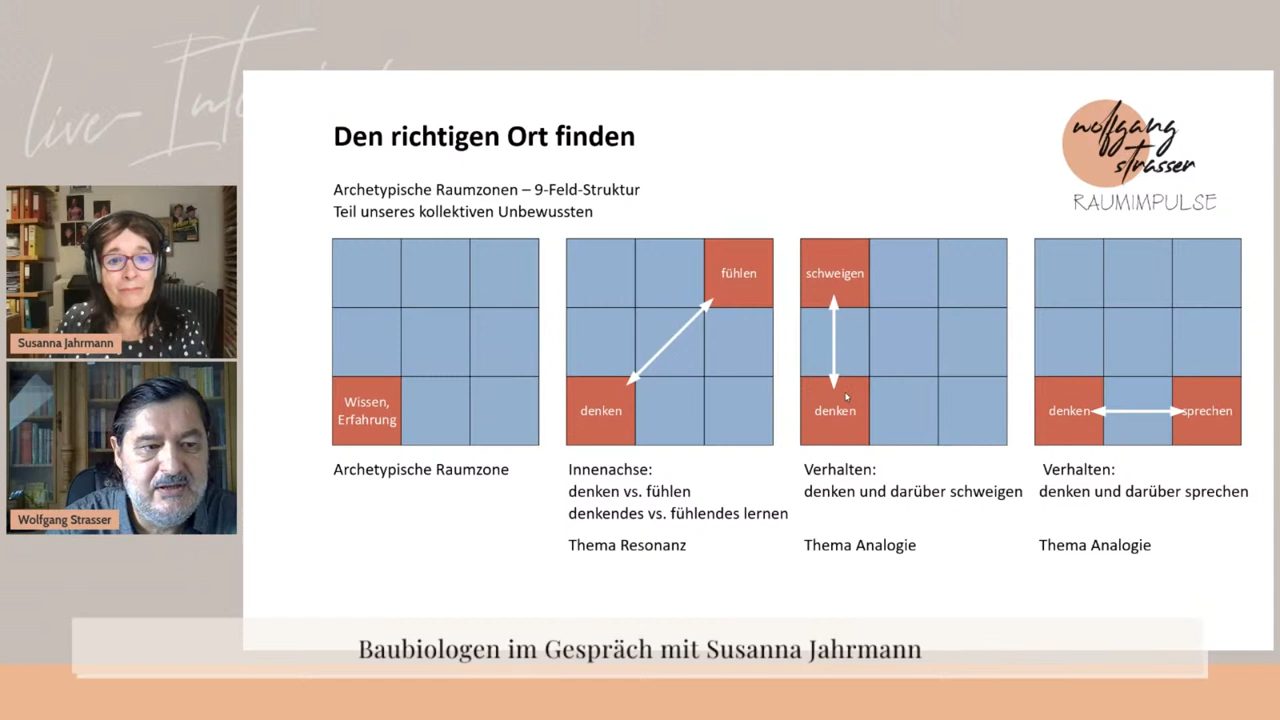 live-Int
Den richtigen Ort finden
wolfgang
strasser
RAUMIMPULSE
Archetypische Raumzonen – 9-Feld-Struktur
Teil unseres kollektiven Unbewussten
fühlen
schweigen
Wissen,
Erfahrung
denken
denken
denken
sprechen
Archetypische Raumzone
Innenachse:
denken vs. fühlen
denkendes vs. fühlendes lernen
Thema Resonanz
Verhalten:
denken und darüber schweigen
Thema Analogie
Verhalten:
denken und darüber sprechen
Thema Analogie
Susanna Jahrmann
Wolfgang Strasser
Baubiologen im Gespräch mit Susanna Jahrmann